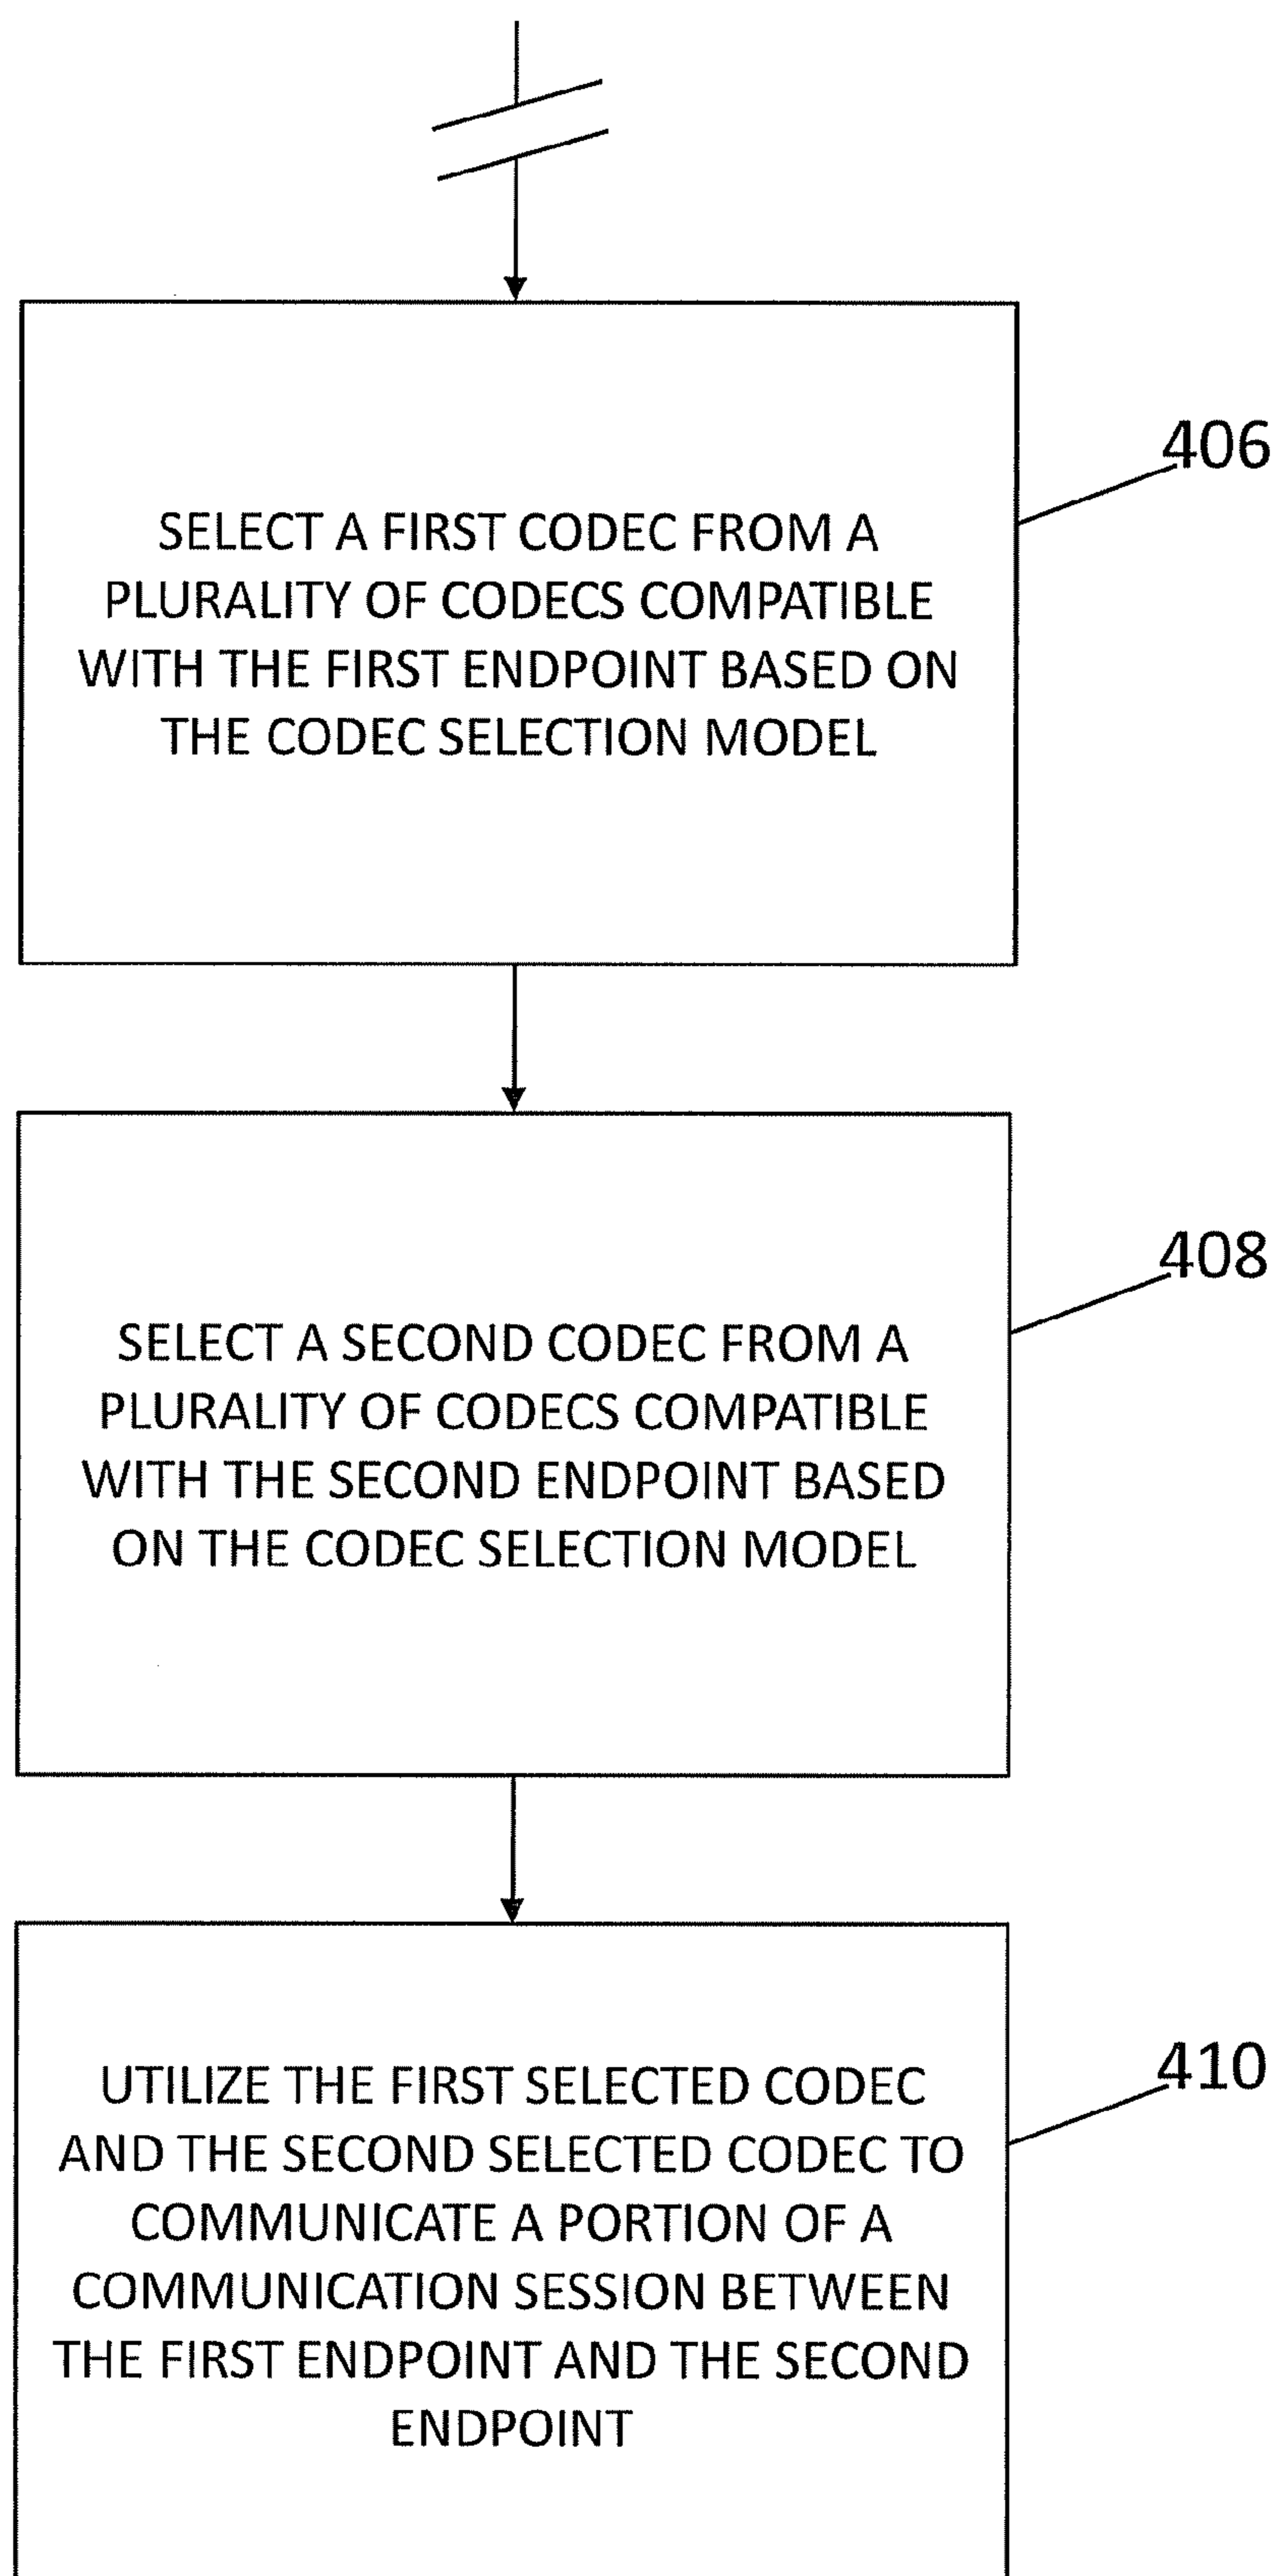 406
SELECT A FIRST CODEC FROM A
PLURALITY OF CODECS COMPATIBLE
WITH THE FIRST ENDPOINT BASED ON
THE CODEC SELECTION MODEL
408
SELECT A SECOND CODEC FROM A
PLURALITY OF CODECS COMPATIBLE
WITH THE SECOND ENDPOINT BASED
ON THE CODEC SELECTION MODEL
410
UTILIZE THE FIRST SELECTED CODEC
AND THE SECOND SELECTED CODEC TO
COMMUNICATE A PORTION OF A
COMMUNICATION SESSION BETWEEN
THE FIRST ENDPOINT AND THE SECOND
ENDPOINT